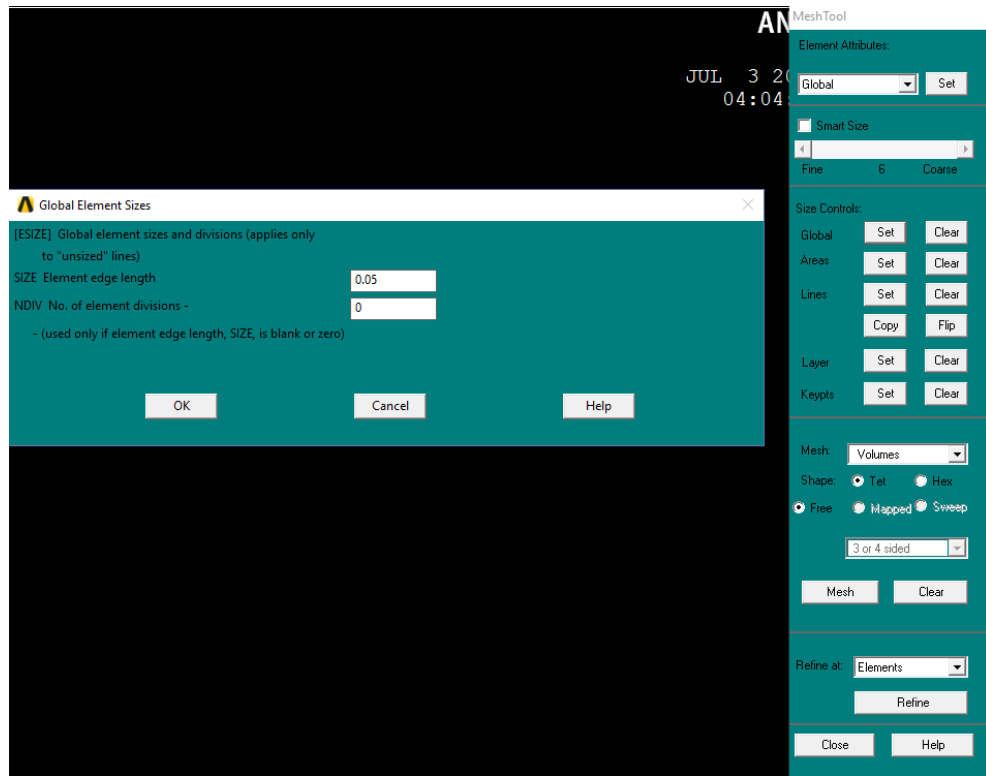 AN
JUL 3 20
04:04:
Global Element Sizes
[ESIZE] Global element sizes and divisions (applies only
to "unsized" lines)
SIZE Element edge length 0.05
NDIV No. of element divisions - 0
- (used only if element edge length, SIZE, is blank or zero)
OK Cancel Help
MeshTool
Element Attributes:
Global Set
Smart Size
Fine 6 Coarse
Size Controls:
Global Set Clear
Areas Set Clear
Lines Set Clear
Copy Flip
Layer Set Clear
Keypts Set Clear
Mesh: Volumes
Shape: Tet Hex
Free Mapped Sweep
3 or 4 sided
Mesh Clear
Refine at: Elements
Refine
Close Help